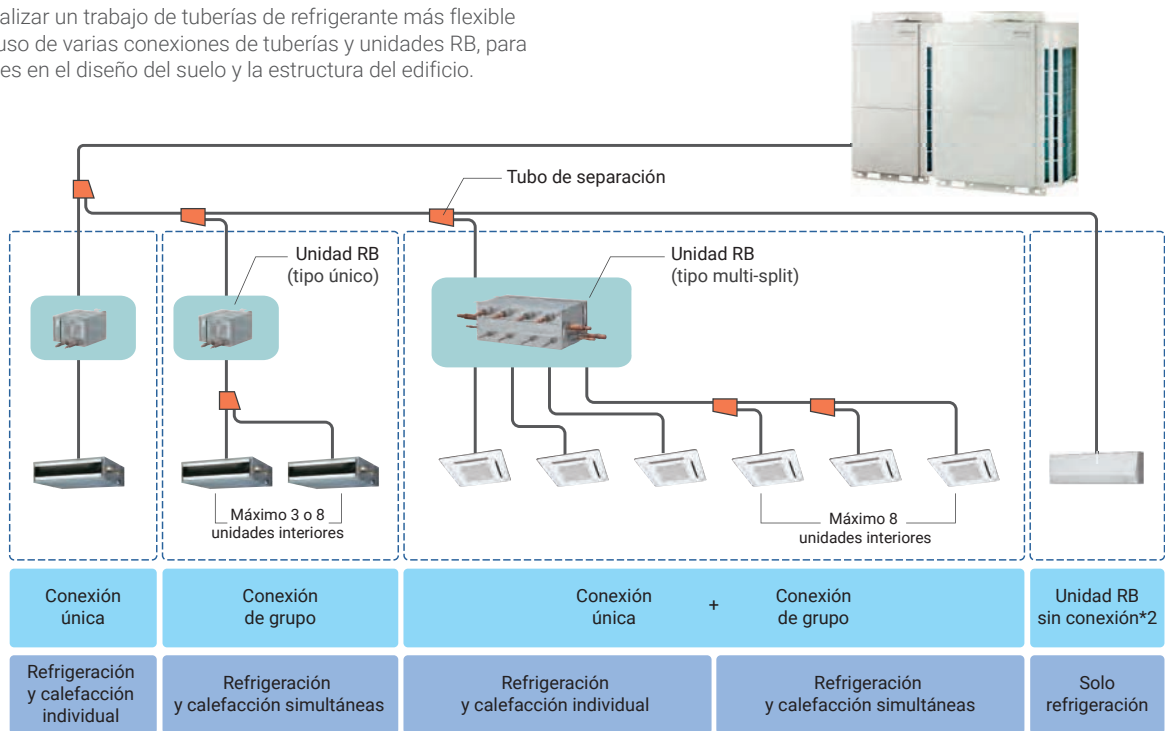 alizar un trabajo de tuberías de refrigerante más flexible
uso de varias conexiones de tuberías y unidades RB, para
es en el diseño del suelo y la estructura del edificio.
Tubo de separación
Unidad RB
(tipo único)
Unidad RB
(tipo multi-split)
Máximo 3 o 8
unidades interiores
Máximo 8
unidades interiores
Conexión
única
Conexión
de grupo
Conexión
única
+
Conexión
de grupo
Unidad RB
sin conexión*2
Refrigeración
y calefacción
individual
Refrigeración
y calefacción simultáneas
Refrigeración
y calefacción individual
Refrigeración
y calefacción simultáneas
Solo
refrigeración